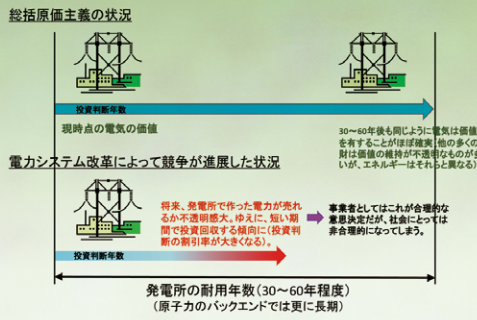 総括原価主義の状況
投資判断年数
現時点の電気の価値
30～60年後も同じように電気は価値
を有することがほぼ確実(他の多くの
財は価値の維持が不透明なものが多
いが、エネルギーはそれらと異なる)
電力システム改革によって競争が進展した状況
将来、発電所で作った電力が売れ
るか不透明感大。ゆえに、短い期
間で投資回収する傾向に(投資判
断の割引率が大きくなる)。
事業者としてはこれが合理的な
意思決定だが、社会にとっては
非合理的になってしまう。
投資判断年数
発電所の耐用年数(30～60年程度)
(原子力のバックエンドでは更に長期)